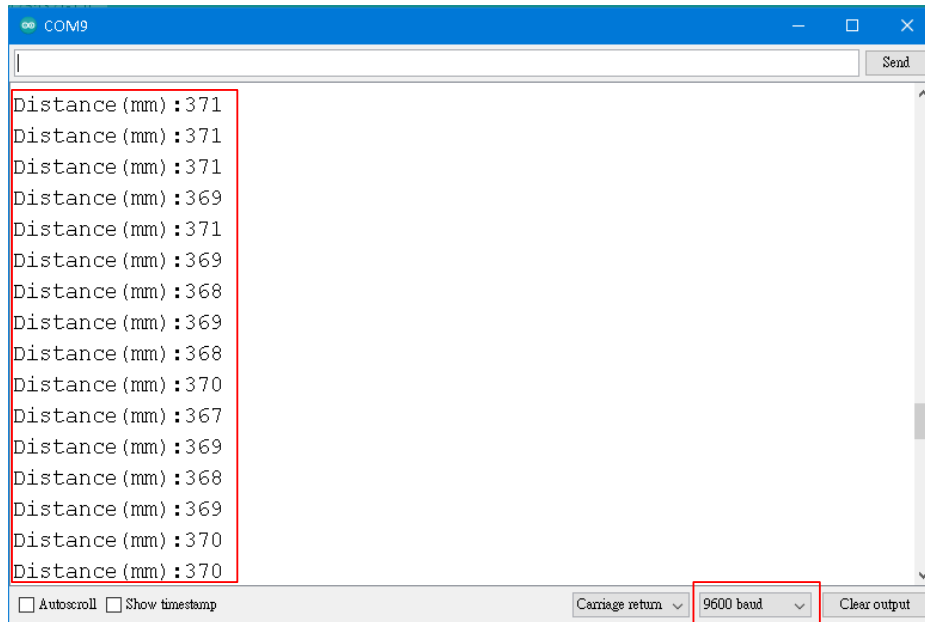 COM9
Send
Distance(mm):371
Distance(mm):371
Distance(mm):371
Distance(mm):369
Distance(mm):371
Distance(mm):369
Distance(mm):368
Distance(mm):369
Distance(mm):368
Distance(mm):370
Distance(mm):367
Distance(mm):369
Distance(mm):368
Distance(mm):369
Distance(mm):370
Distance(mm):370
Autoscroll Show timestamp Carriage return 9600 baud Clear output